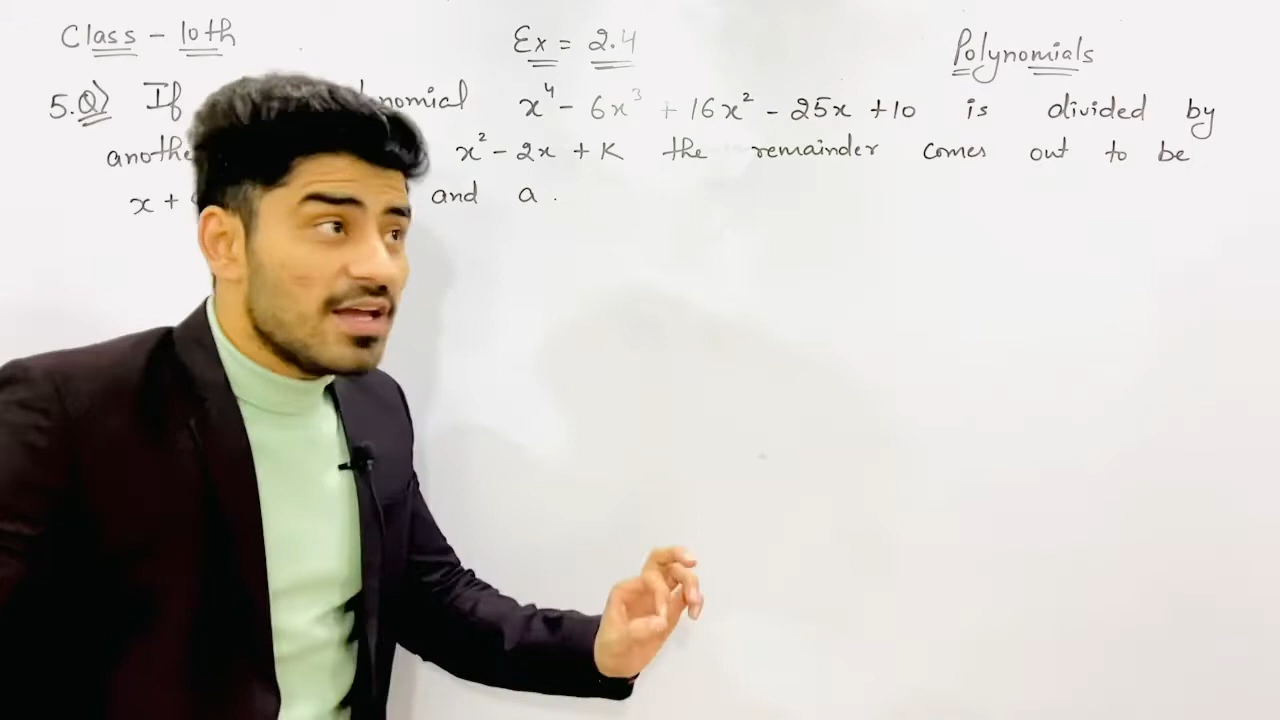 Class - 10th
Ex = 2.4
Polynomials
5.Q) If nomial x⁴ - 6x³ + 16x² - 25x + 10 is divided by
x² - 2x + K the remainder comes out to be
x + and a.